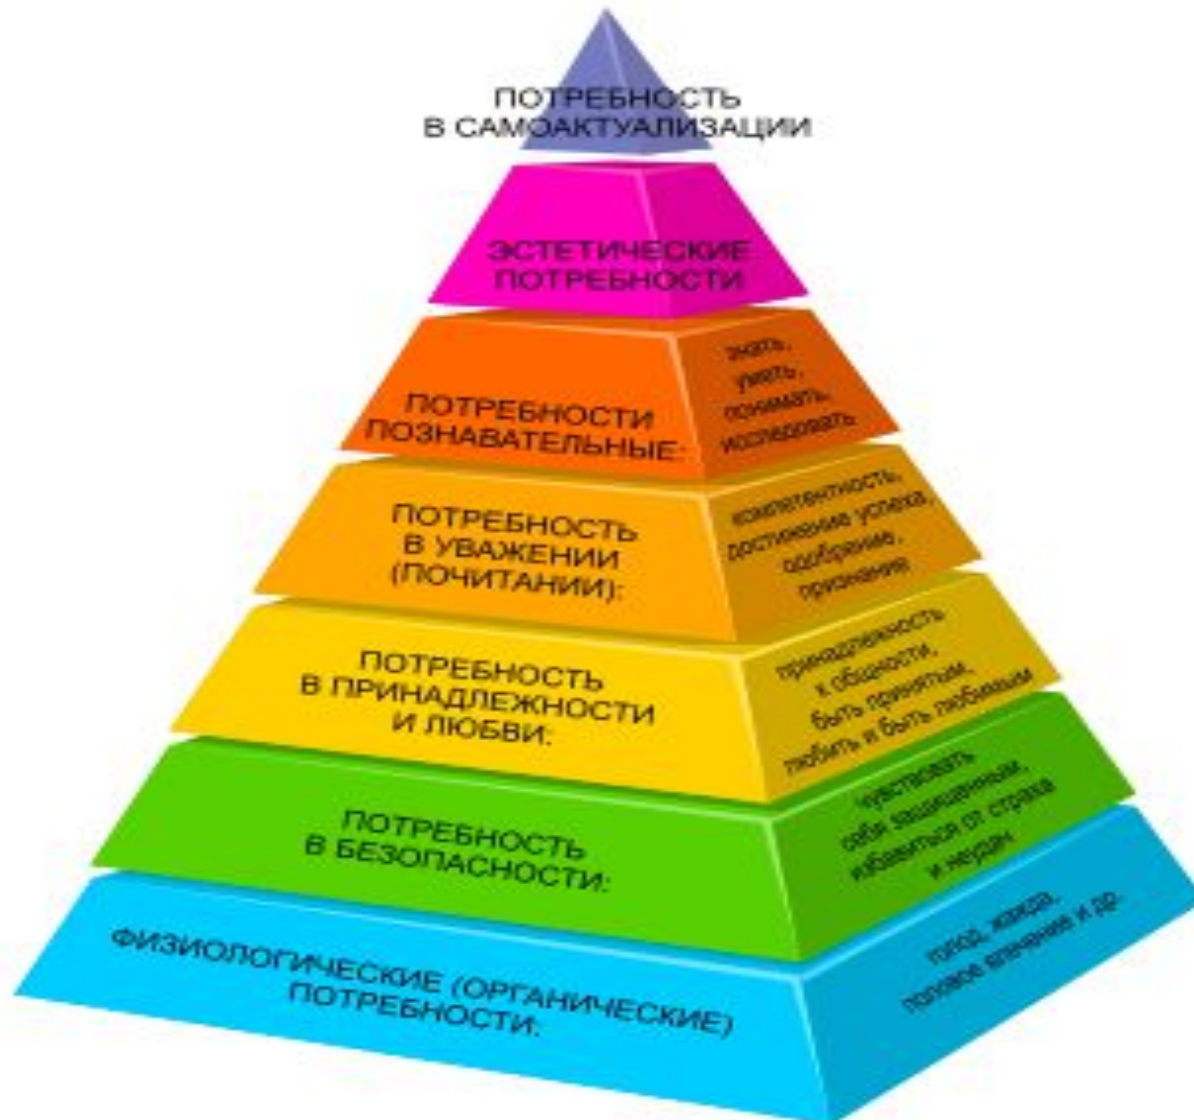 ПОТРЕБНОСТЬ
В САМОАКТУАЛИЗАЦИИ
ЭСТЕТИЧЕСКИЕ
ПОТРЕБНОСТИ
ПОТРЕБНОСТИ
ПОЗНАВАТЕЛЬНЫЕ:
знать,
уметь,
понимать,
исследовать
ПОТРЕБНОСТЬ
В УВАЖЕНИИ
(ПОЧИТАНИИ):
компетентность,
достижение успеха,
одобрение,
признание
ПОТРЕБНОСТЬ
В ПРИНАДЛЕЖНОСТИ
И ЛЮБВИ:
принадлежность
к общности,
быть принятым,
любить и быть любимым
ПОТРЕБНОСТЬ
В БЕЗОПАСНОСТИ:
чувствовать
себя защищенным,
избавиться от страха
и неудач
ФИЗИОЛОГИЧЕСКИЕ (ОРГАНИЧЕСКИЕ)
ПОТРЕБНОСТИ:
голод, жажда,
половое влечение и др.